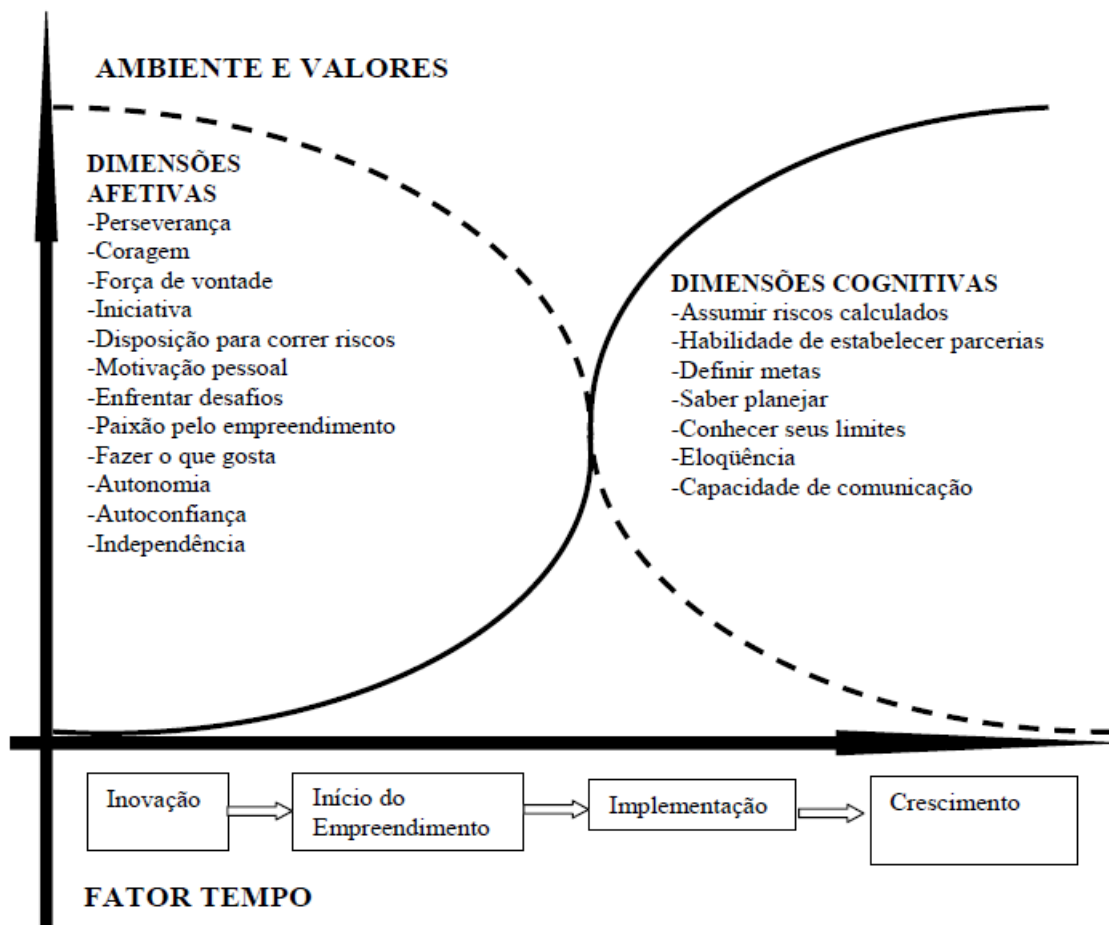 AMBIENTE E VALORES
DIMENSÕES
AFETIVAS
-Perseverança
-Coragem
-Força de vontade
-Iniciativa
-Disposição para correr riscos
-Motivação pessoal
-Enfrentar desafios
-Paixão pelo empreendimento
-Fazer o que gosta
-Autonomia
-Autoconfiança
-Independência
DIMENSÕES COGNITIVAS
-Assumir riscos calculados
-Habilidade de estabelecer parcerias
-Definir metas
-Saber planejar
-Conhecer seus limites
-Eloqüência
-Capacidade de comunicação
Inovação
Início do
Empreendimento
Implementação
Crescimento
FATOR TEMPO